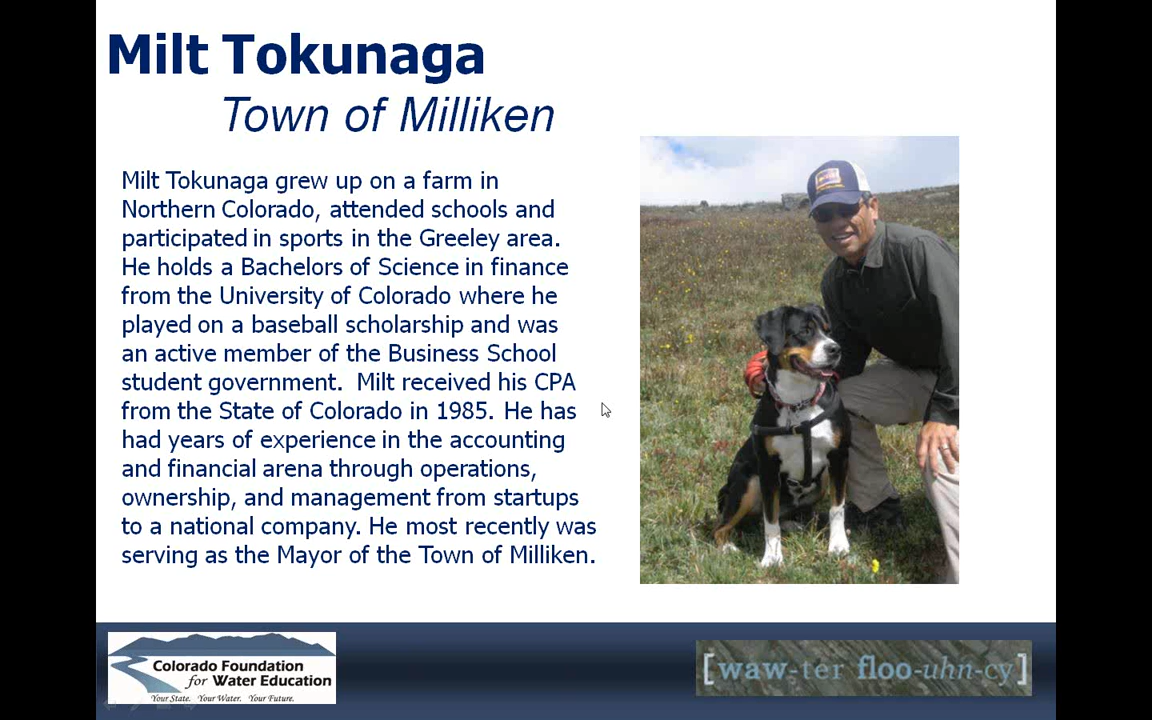 Milt Tokunaga
Town of Milliken
Milt Tokunaga grew up on a farm in
Northern Colorado, attended schools and
participated in sports in the Greeley area.
He holds a Bachelors of Science in finance
from the University of Colorado where he
played on a baseball scholarship and was
an active member of the Business School
student government.  Milt received his CPA
from the State of Colorado in 1985. He has
had years of experience in the accounting
and financial arena through operations,
ownership, and management from startups
to a national company. He most recently was
serving as the Mayor of the Town of Milliken.
Colorado Foundation
for Water Education
Your State. Your Water. Your Future.
[waw-ter floo-uhn-cy]